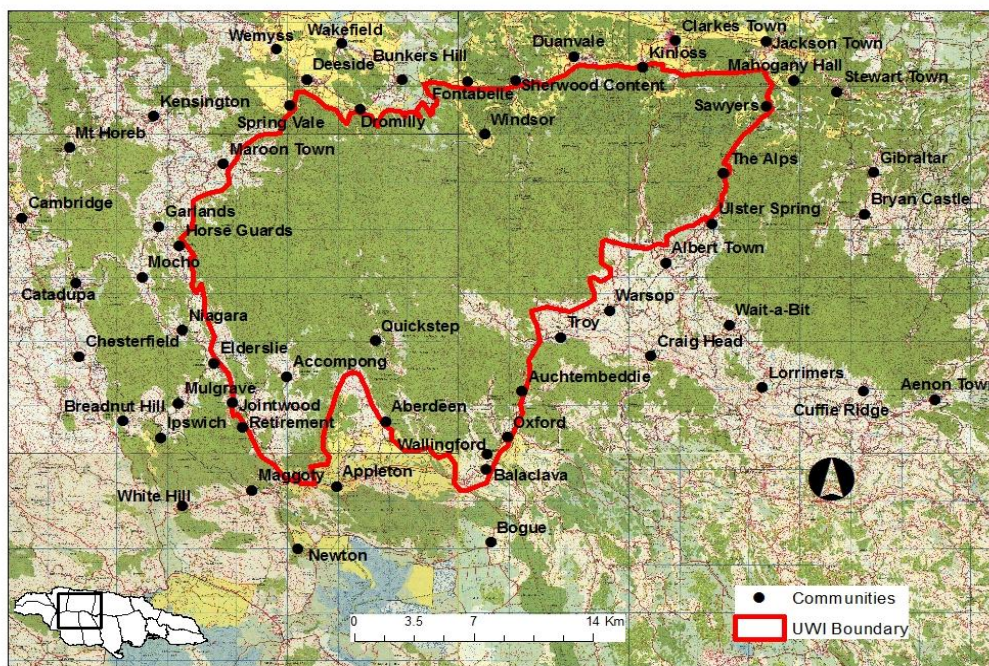 Clarkes Town
Wemyss
Wakefield
Jackson Town
Bunkers Hill
Duanvale
Kinloss
Deeside
Mahogany Hall
Stewart Town
Fontabelle
Sherwood Content
Kensington
Sawyers
Spring Vale
Dromilly
Windsor
Mt Horeb
Maroon Town
The Alps
Gibraltar
Cambridge
Garlands
Bryan Castle
Horse Guards
Ulster Spring
Mocho
Albert Town
Catadupa
Warsop
Wait-a-Bit
Niagara
Quickstep
Troy
Chesterfield
Elderslie
Accompong
Craig Head
Mulgrave
Auchtembeddie
Lorrimers
Aenon Town
Breadnut Hill
Jointwood
Aberdeen
Cuffie Ridge
Ipswich
Retirement
Oxford
Wallingford
Maggoty
Appleton
Balaclava
White Hill
Bogue
Newton
Communities
UWI Boundary
0 3.5 7 14 Km